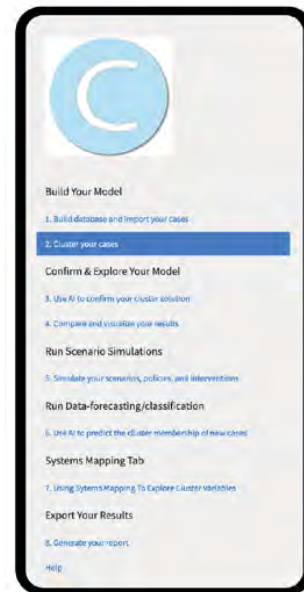 C
Build Your Model
1. Build database and import your cases
2. Cluster your cases
Confirm & Explore Your Model
3. Use AI to confirm your cluster solution
4. Compare and visualize your results
Run Scenario Simulations
5. Simulate your scenarios, policies, and interventions
Run Data-forecasting/classification
6. Use AI to predict the cluster membership of new cases
Systems Mapping Tab
7. Using Sytems Mapping To Explore Cluster Variables
Export Your Results
8. Generate your report
Help